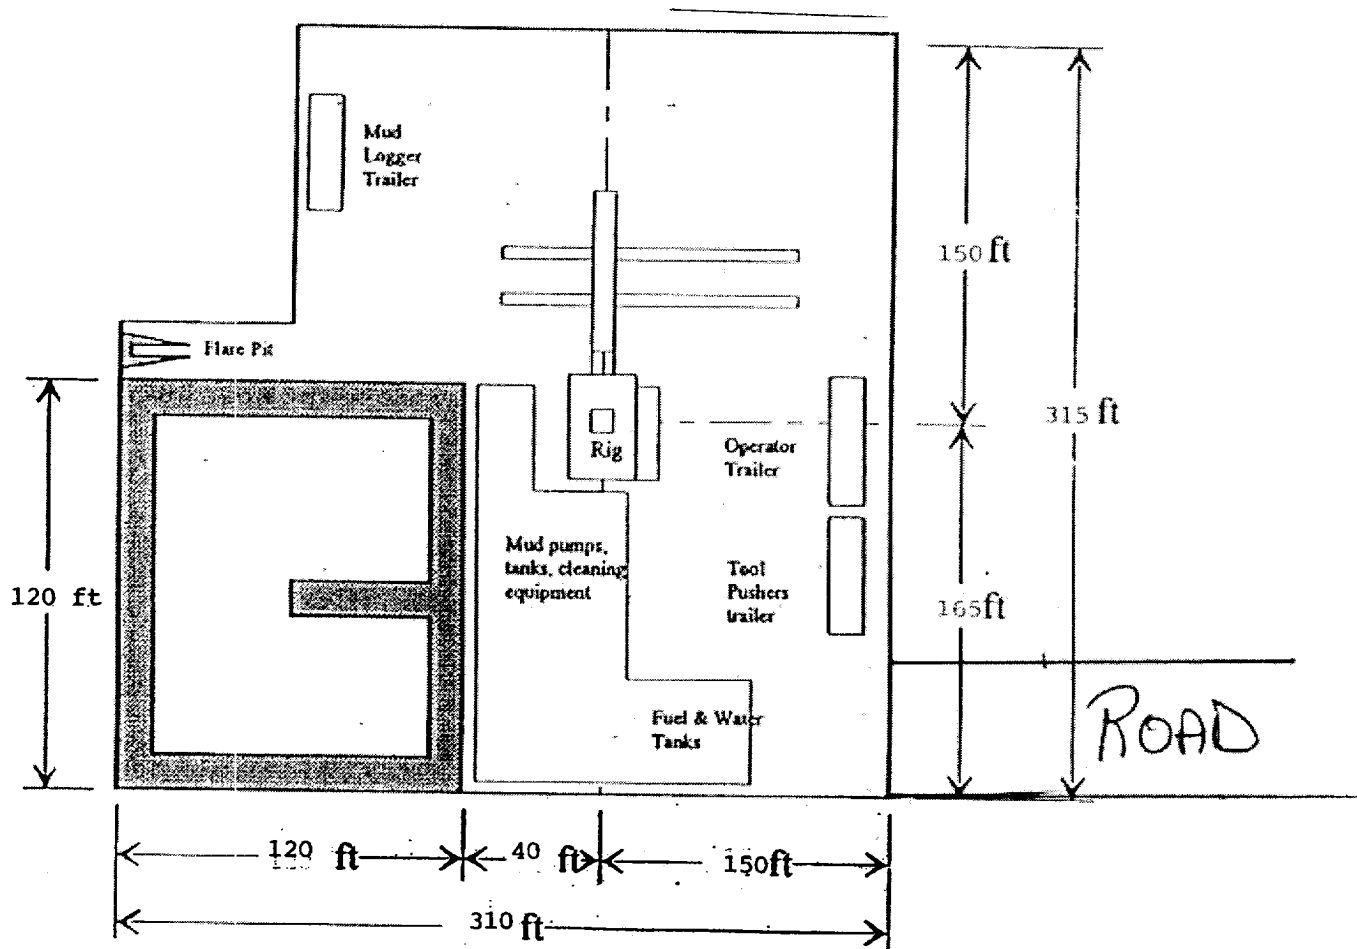 Mud
Logger
Trailer
150 ft
Flare Pit
315 ft
Rig
Operator
Trailer
Mud pumps,
tanks, cleaning
equipment
Tool
Pushers
trailer
120 ft
165ft
Fuel & Water
Tanks
ROAD
120 ft
40 ft
150ft
310 ft